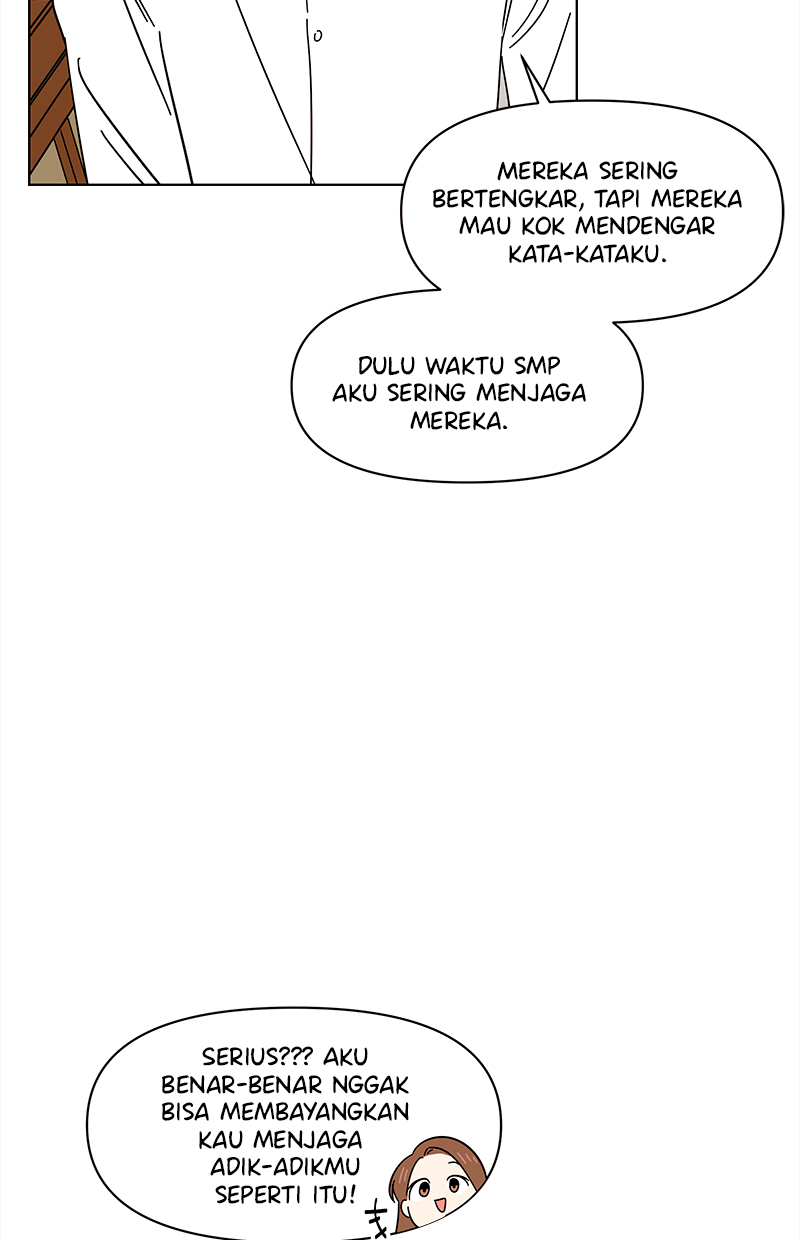 MEREKA SERING
BERTENGKAR, TAPI MEREKA
MAU KOK MENDENGAR
KATA-KATAKU.
DULU WAKTU SMP
AKU SERING MENJAGA
MEREKA.
SERIUS??? AKU
BENAR-BENAR NGGAK
BISA MEMBAYANGKAN
KAU MENJAGA
ADIK-ADIKMU
SEPERTI ITU!